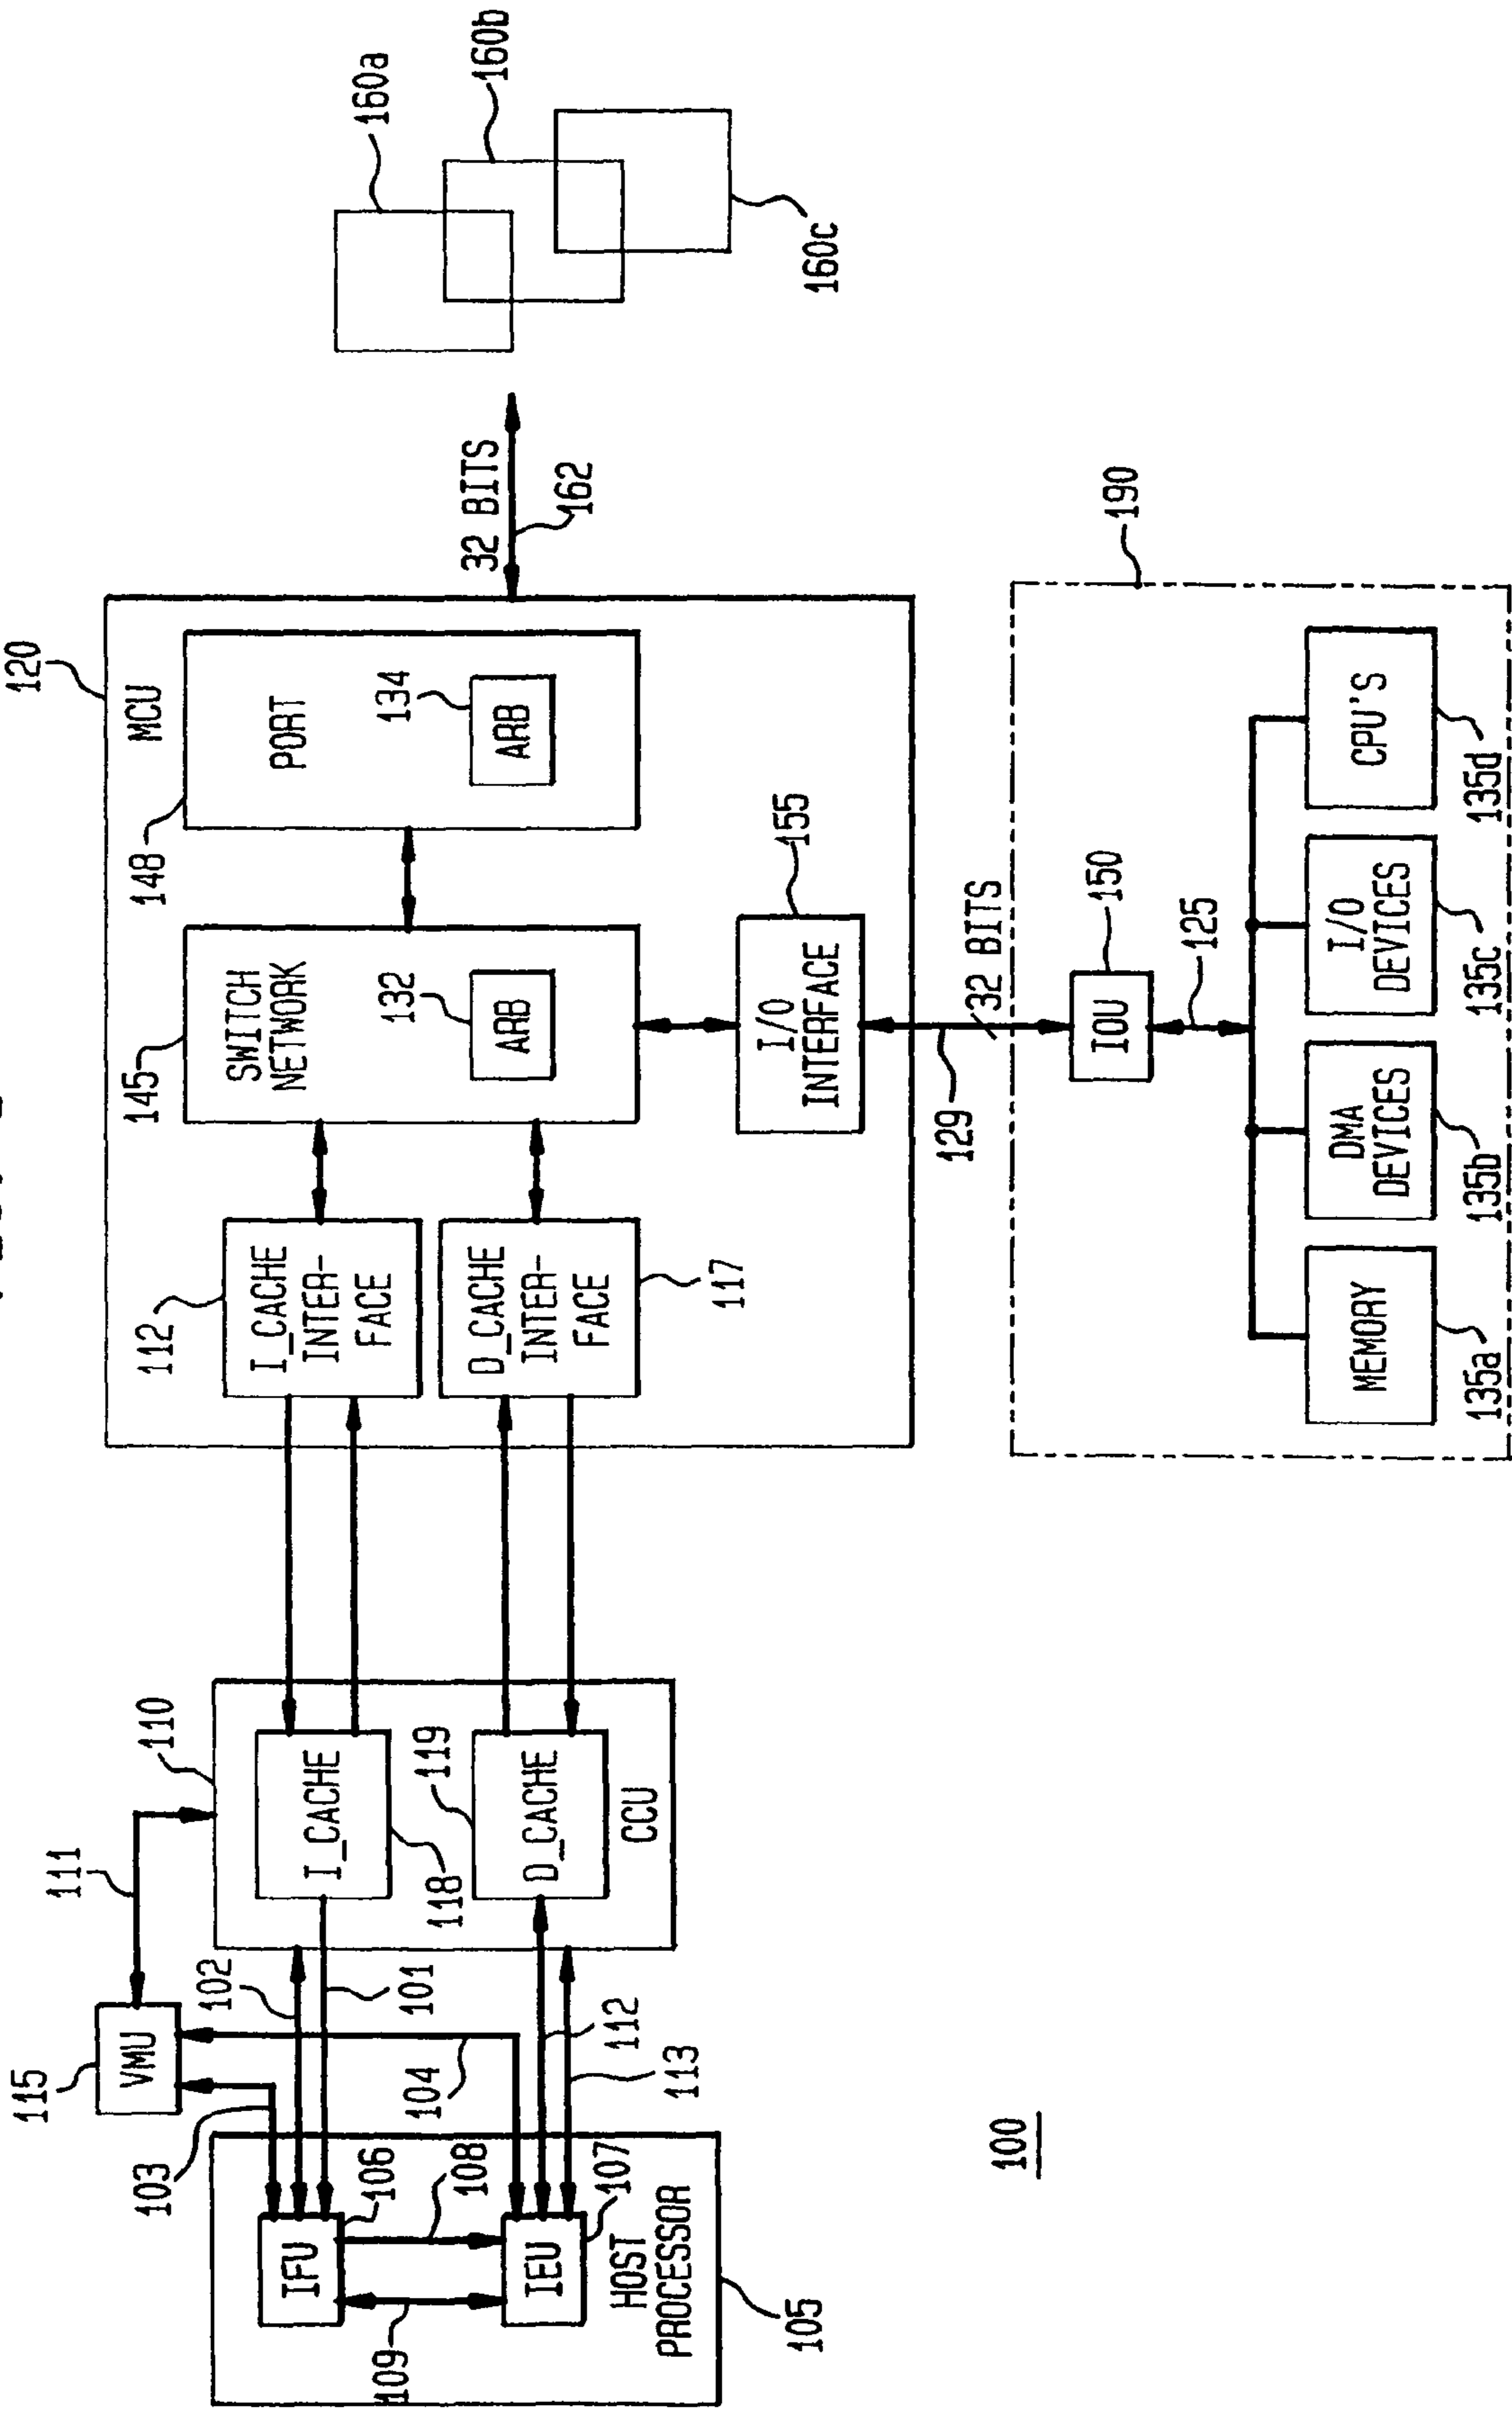 115
VMU
111
110
103
102
101
104
112
113
IFU
106
108
109
IEU
107
HOST
PROCESSOR
105
I_CACHE
118
119
D_CACHE
CCU
120
MCU
112
I_CACHE
INTER-
FACE
D_CACHE
INTER-
FACE
117
145
SWITCH
NETWORK
132
ARB
148
PORT
134
ARB
I/O
INTERFACE
155
32 BITS
162
160a
160b
160c
129
32 BITS
190
IOU
150
125
MEMORY
135a
DMA
DEVICES
135b
I/O
DEVICES
135c
CPU'S
135d
100